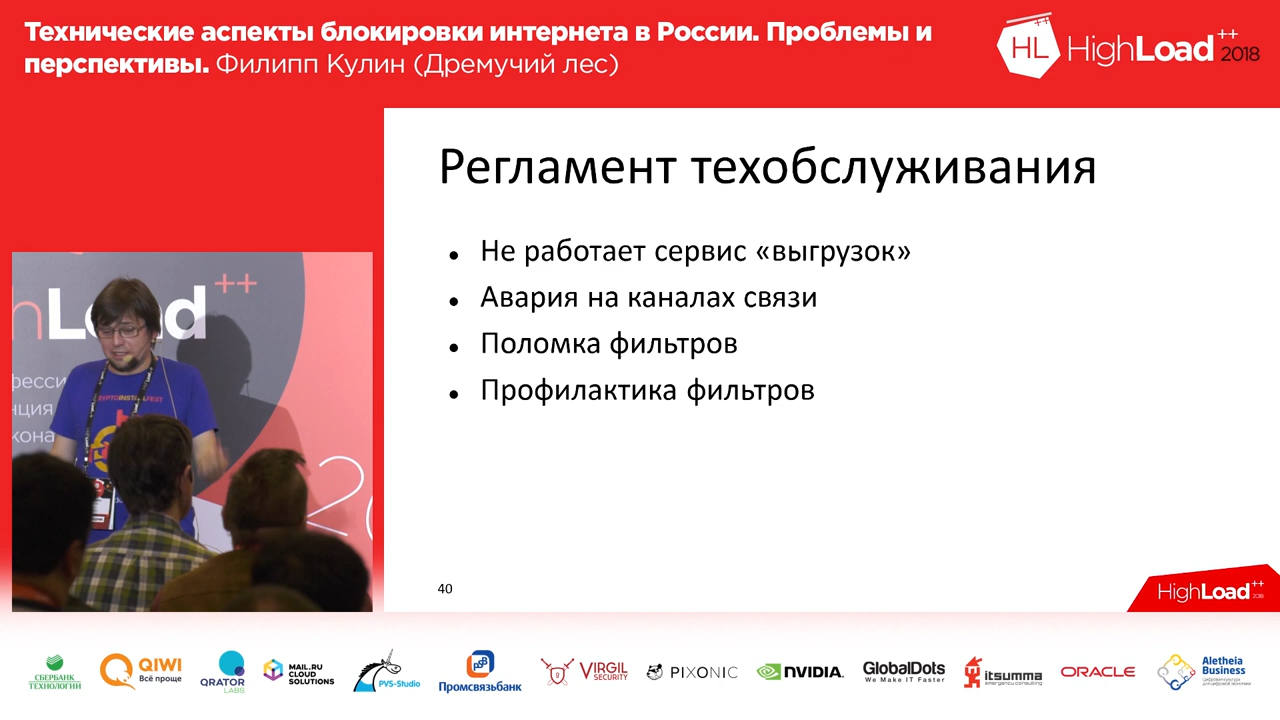 Технические аспекты блокировки интернета в России. Проблемы и
перспективы. Филипп Кулин (Дремучий лес)
HL HighLoad++ 2018
Регламент техобслуживания
Не работает сервис «выгрузок»
Авария на каналах связи
Поломка фильтров
Профилактика фильтров
40
HighLoad++
СБЕРБАНК
ТЕХНОЛОГИИ
QIWI
Всё проще
QRATOR
LABS
MAIL.RU
CLOUD
SOLUTIONS
PVS-Studio
Промсвязьбанк
VIRGIL
SECURITY
PIXONIC
NVIDIA.
GlobalDots
We Make IT Faster
itsumma
emergency consulting
ORACLE
Aletheia
Business